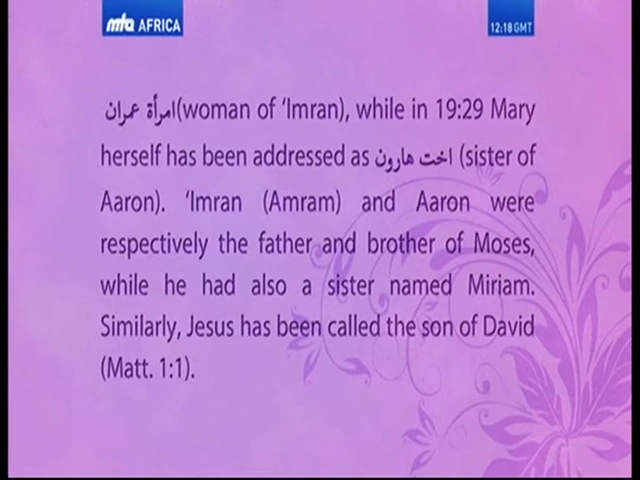 mta AFRICA
12:18GMT
امرأة عمران(woman of ‘Imran), while in 19:29 Mary
herself has been addressed as اخت هارون (sister of
Aaron). ‘Imran (Amram) and Aaron were
respectively the father and brother of Moses,
while he had also a sister named Miriam.
Similarly, Jesus has been called the son of David
(Matt. 1:1).